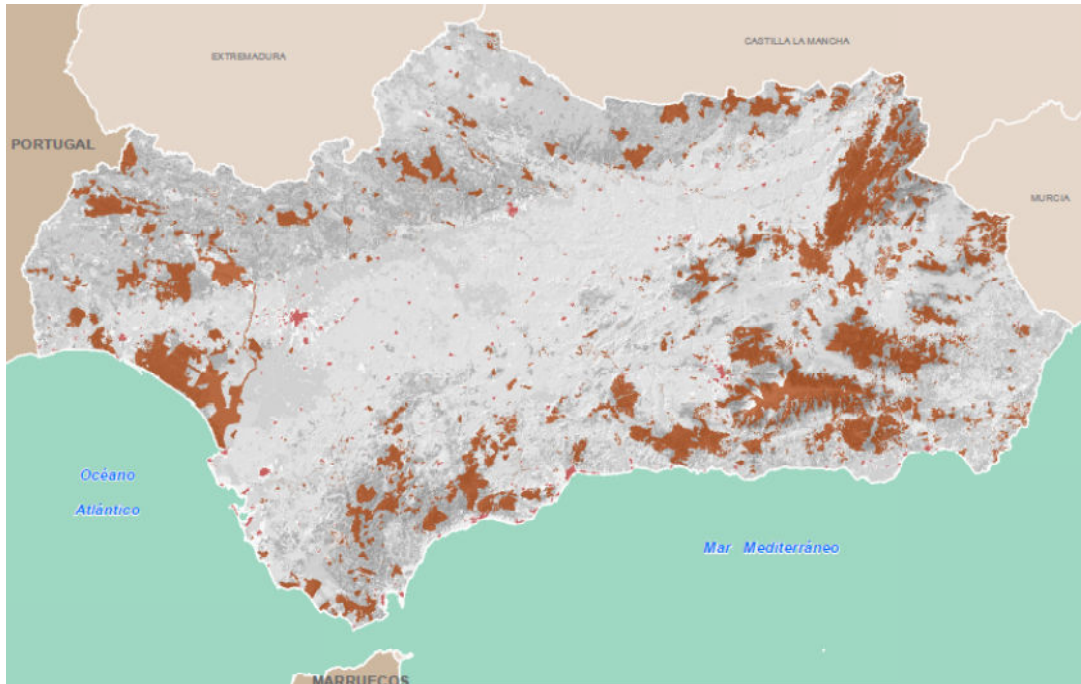 EXTREMADURA
CASTILLA LA MANCHA
PORTUGAL
MURCIA
Océano
Atlántico
Mar Mediterráneo
MARRUECOS